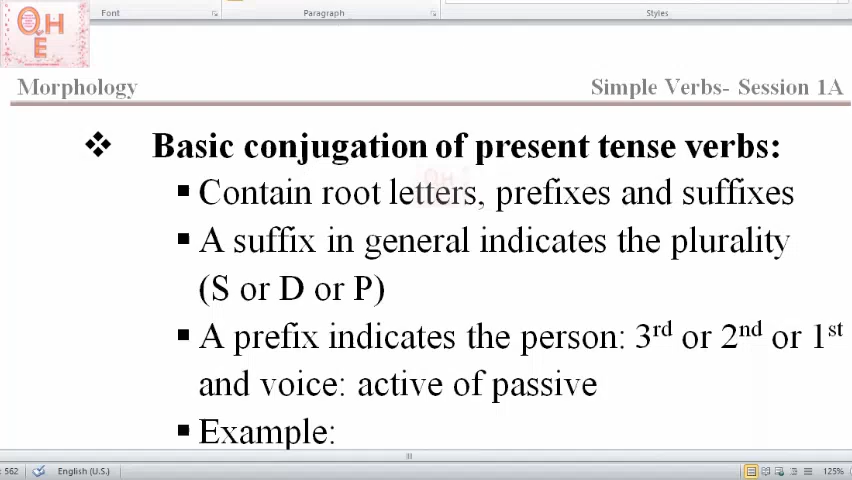 QH
E
Font
Paragraph
Styles
Morphology
Simple Verbs- Session 1A
❖ Basic conjugation of present tense verbs:
▪ Contain root letters, prefixes and suffixes
▪ A suffix in general indicates the plurality
(S or D or P)
▪ A prefix indicates the person: 3rd or 2nd or 1st
and voice: active of passive
▪ Example:
: 562
English (U.S.)
125%